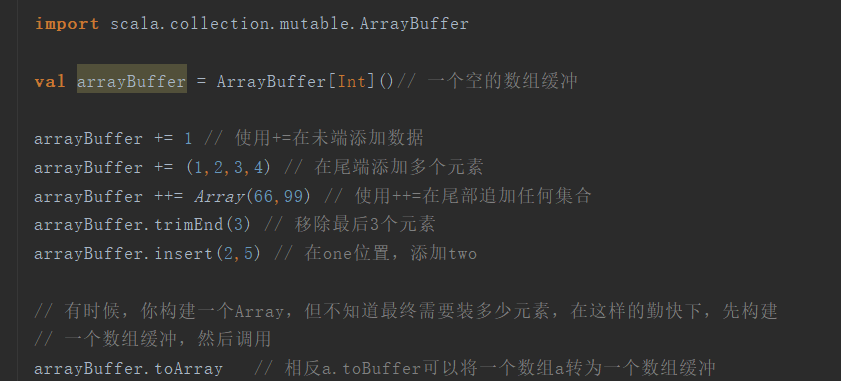 import scala.collection.mutable.ArrayBuffer
val arrayBuffer = ArrayBuffer[Int]()// 一个空的数组缓冲
arrayBuffer += 1 // 使用+=在未端添加数据
arrayBuffer += (1,2,3,4) // 在尾端添加多个元素
arrayBuffer ++= Array(66,99) // 使用++=在尾部追加任何集合
arrayBuffer.trimEnd(3) // 移除最后3个元素
arrayBuffer.insert(2,5) // 在one位置，添加two
// 有时候，你构建一个Array，但不知道最终需要装多少元素，在这样的勤快下，先构建
// 一个数组缓冲，然后调用
arrayBuffer.toArray // 相反a.toBuffer可以将一个数组a转为一个数组缓冲